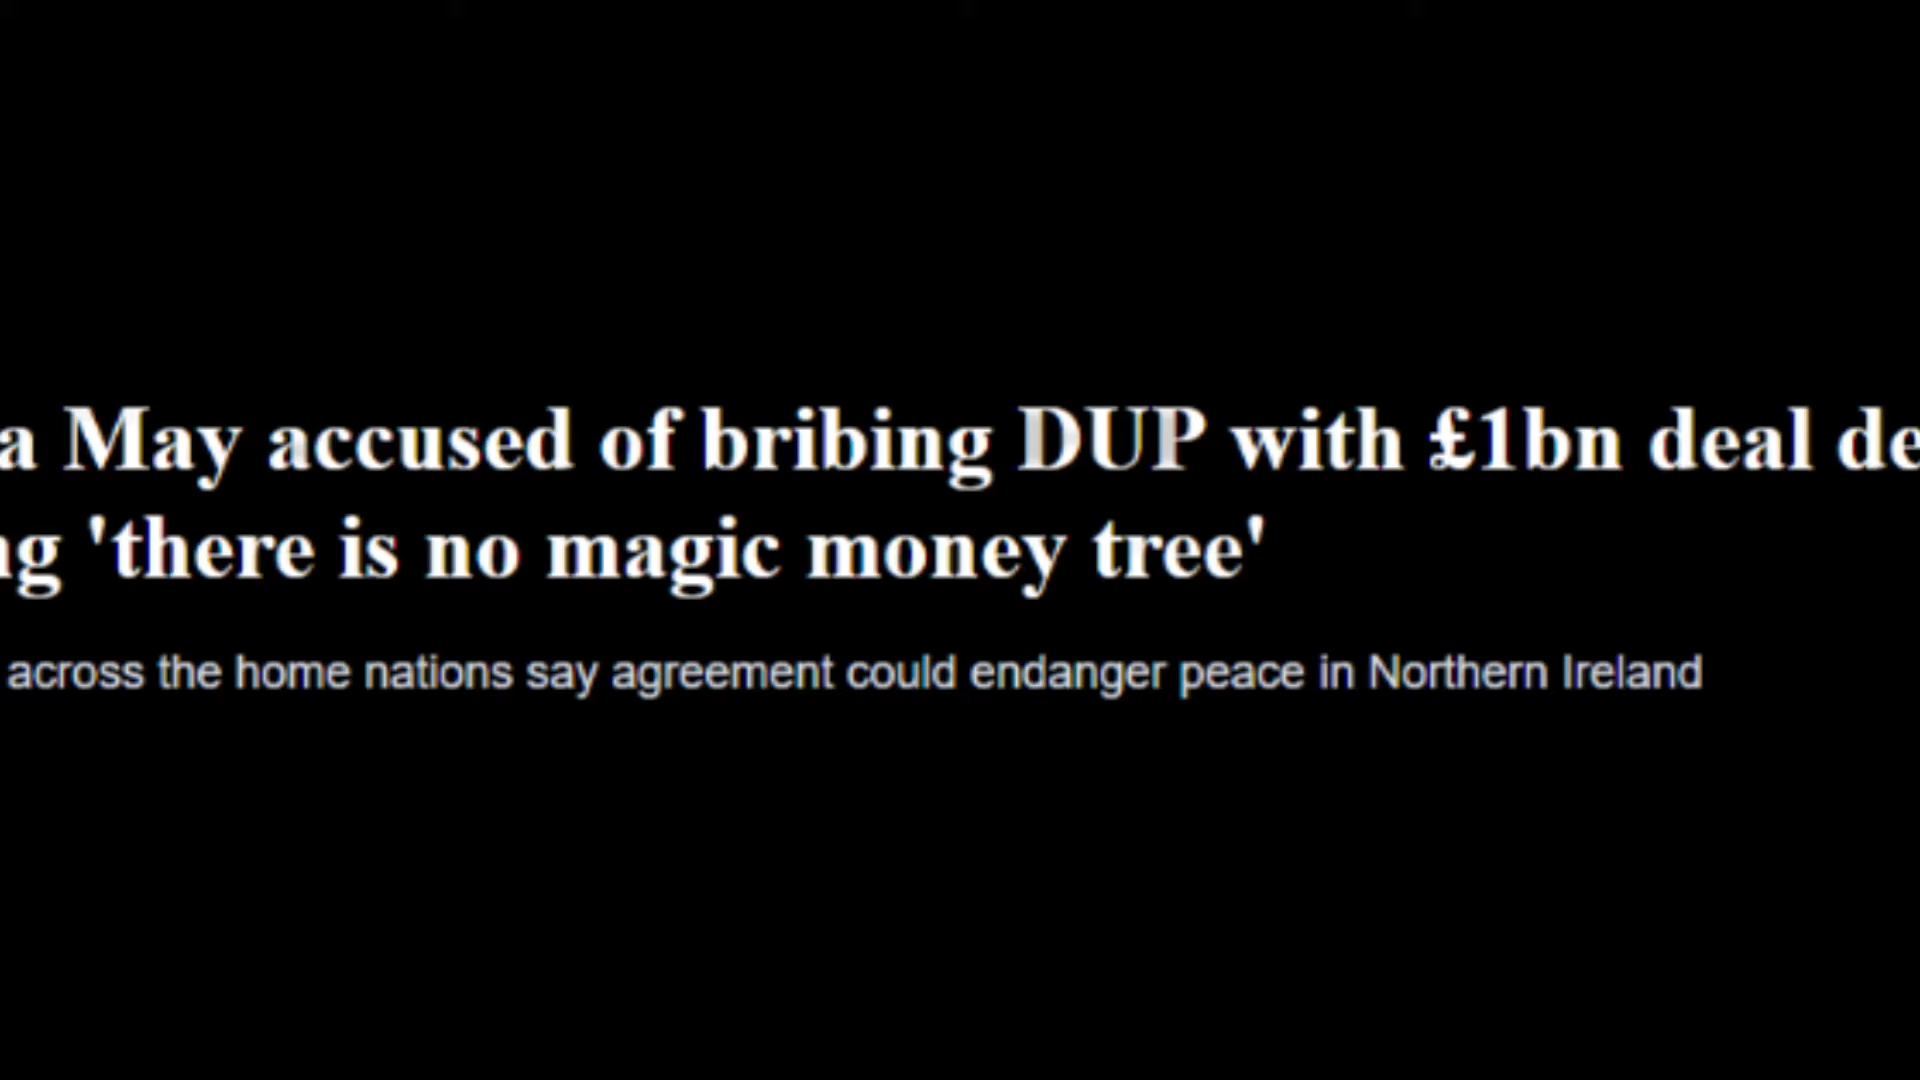 a May accused of bribing DUP with £1bn deal de
ng 'there is no magic money tree'
across the home nations say agreement could endanger peace in Northern Ireland